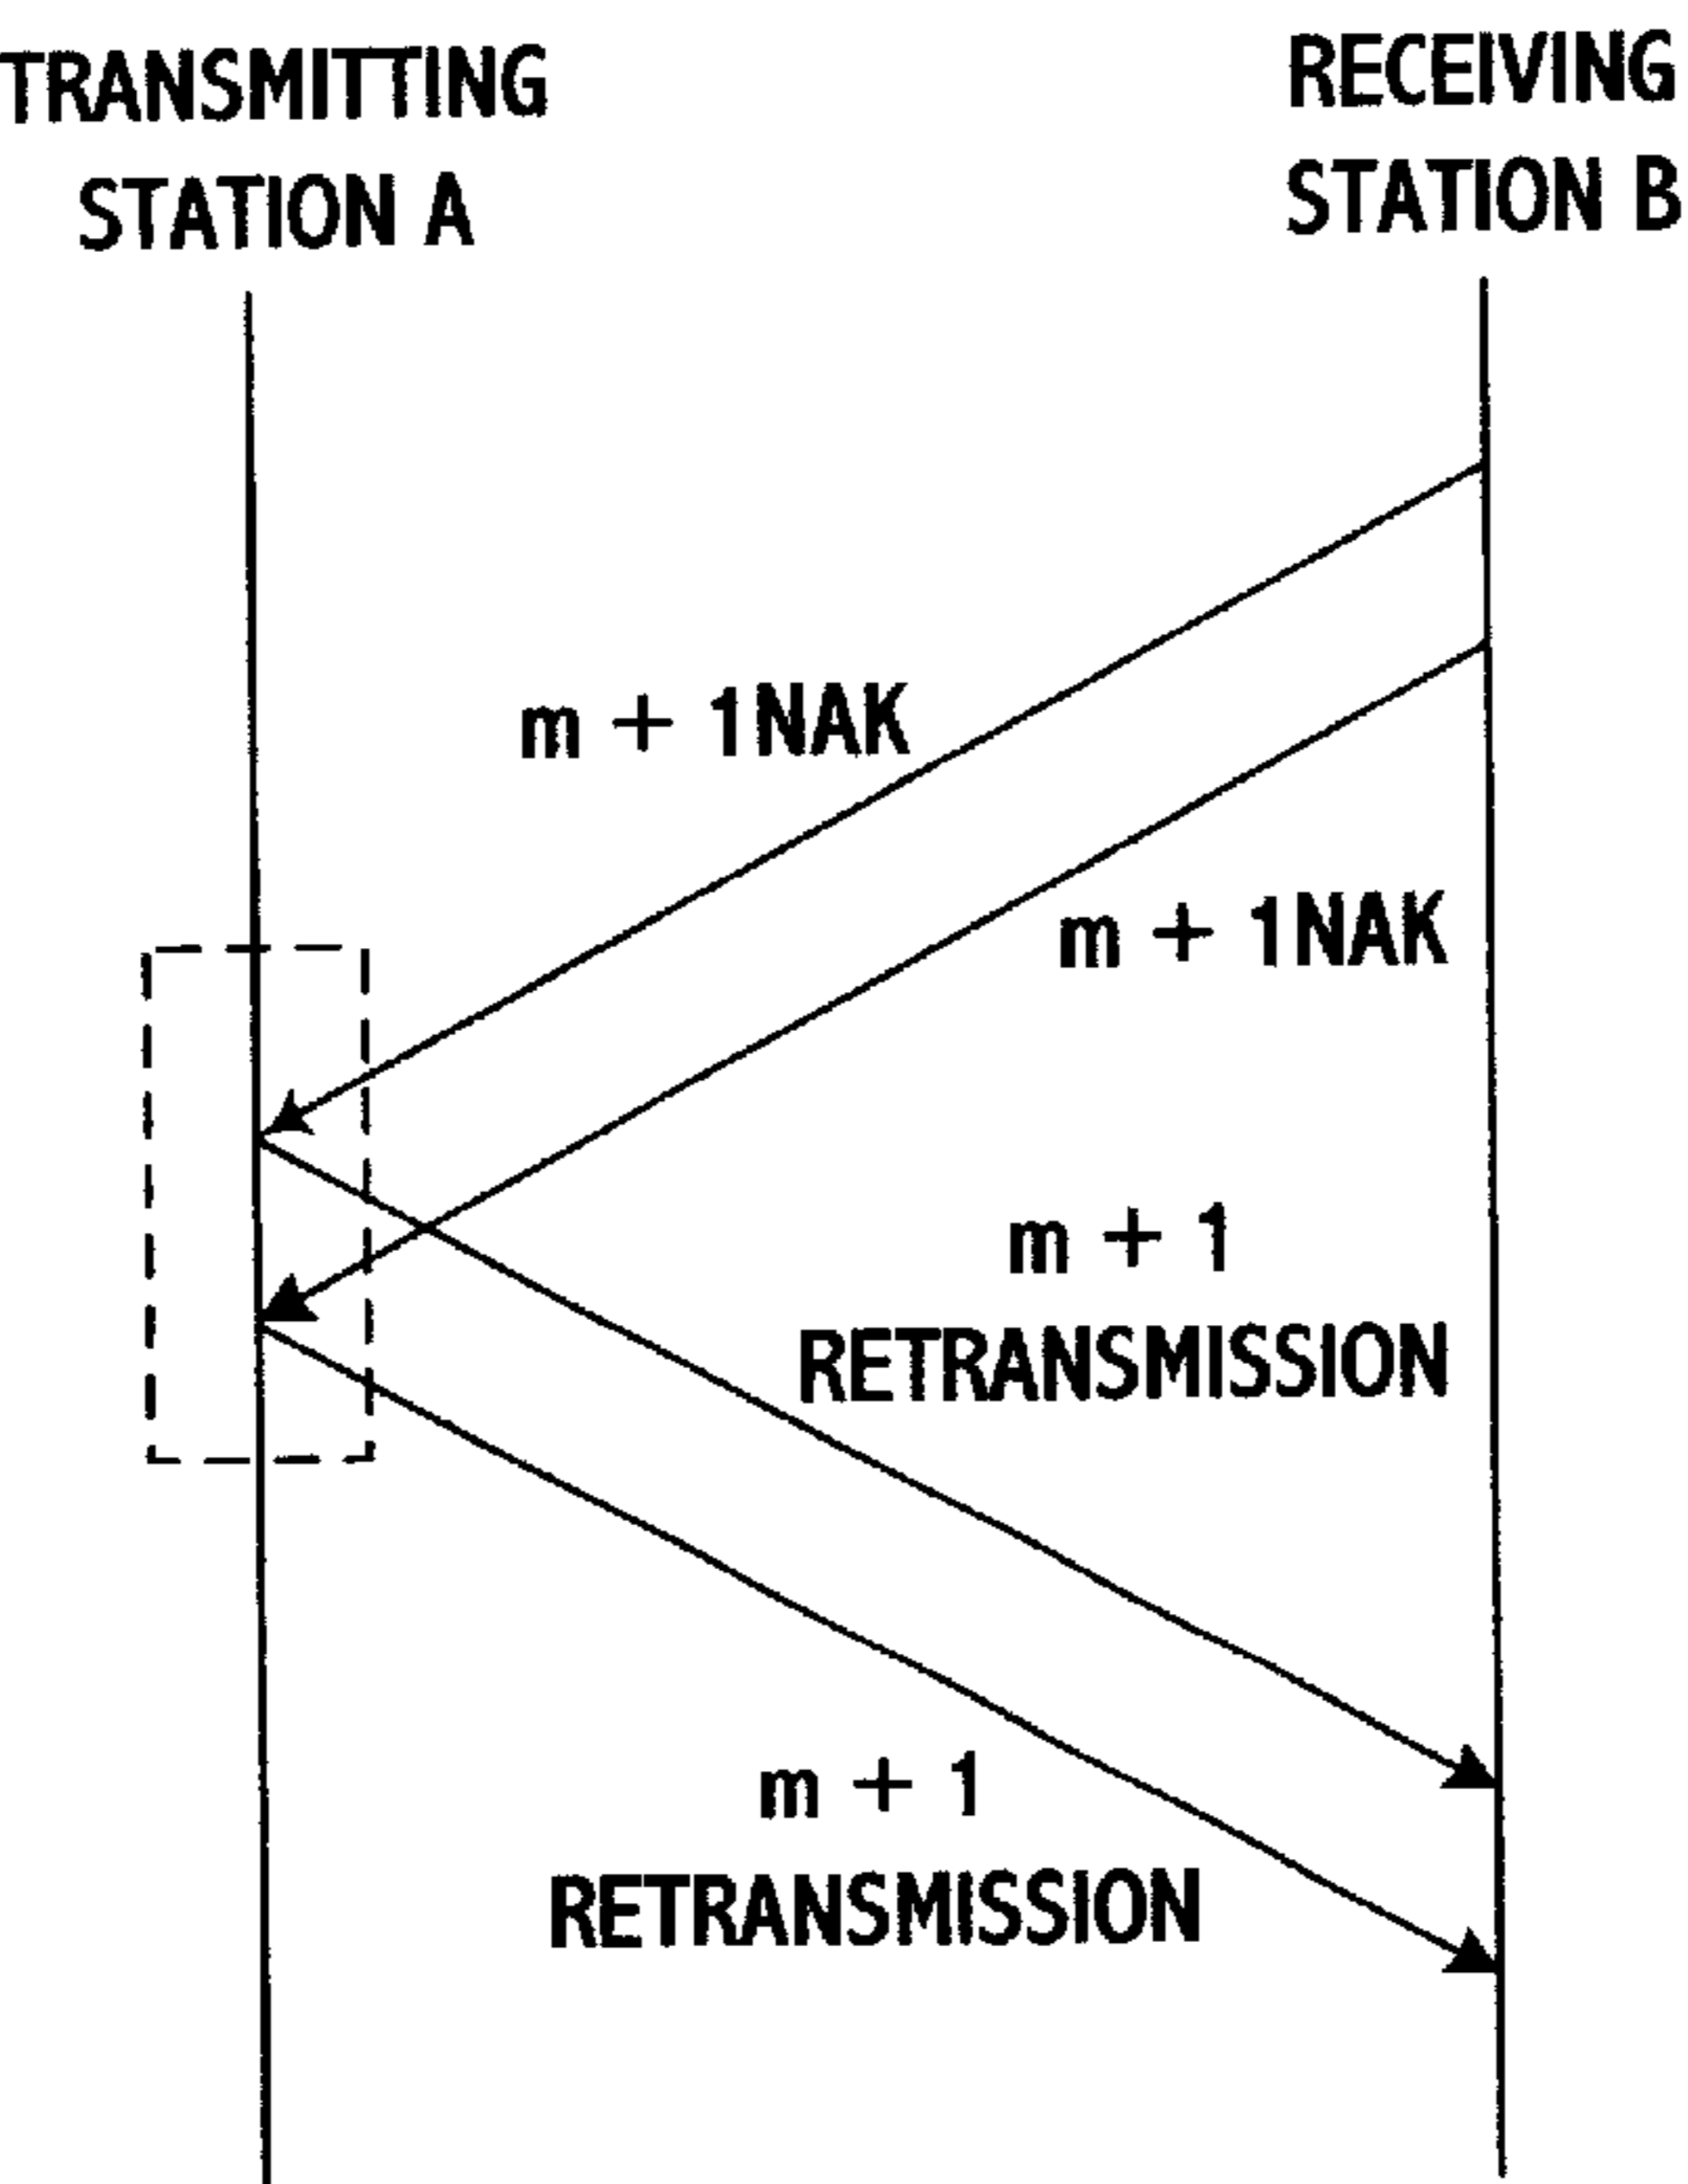 TRANSMITTING
STATION A
RECEIVING
STATION B
m + 1NAK
m + 1NAK
m + 1
RETRANSMISSION
m + 1
RETRANSMISSION